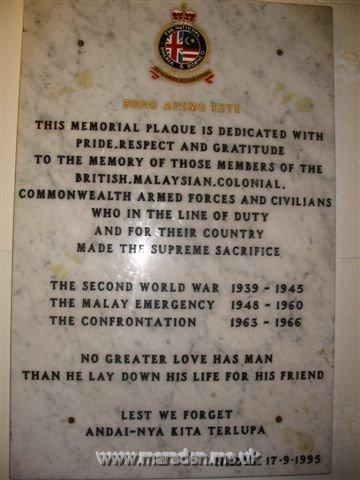 THE NATIONAL
MALAYA & BORNEO
BONO ANIMO ESTE
THIS MEMORIAL PLAQUE IS DEDICATED WITH
PRIDE, RESPECT AND GRATITUDE
TO THE MEMORY OF THOSE MEMBERS OF THE
BRITISH, MALAYSIAN, COLONIAL,
COMMONWEALTH ARMED FORCES AND CIVILIANS
WHO IN THE LINE OF DUTY
AND FOR THEIR COUNTRY
MADE THE SUPREME SACRIFICE
THE SECOND WORLD WAR 1939 - 1945
THE MALAY EMERGENCY 1948 - 1960
THE CONFRONTATION 1963 - 1966
NO GREATER LOVE HAS MAN
THAN HE LAY DOWN HIS LIFE FOR HIS FRIEND
LEST WE FORGET
ANDAI-NYA KITA TERLUPA
www.marsden.me.uk
17-9-1995